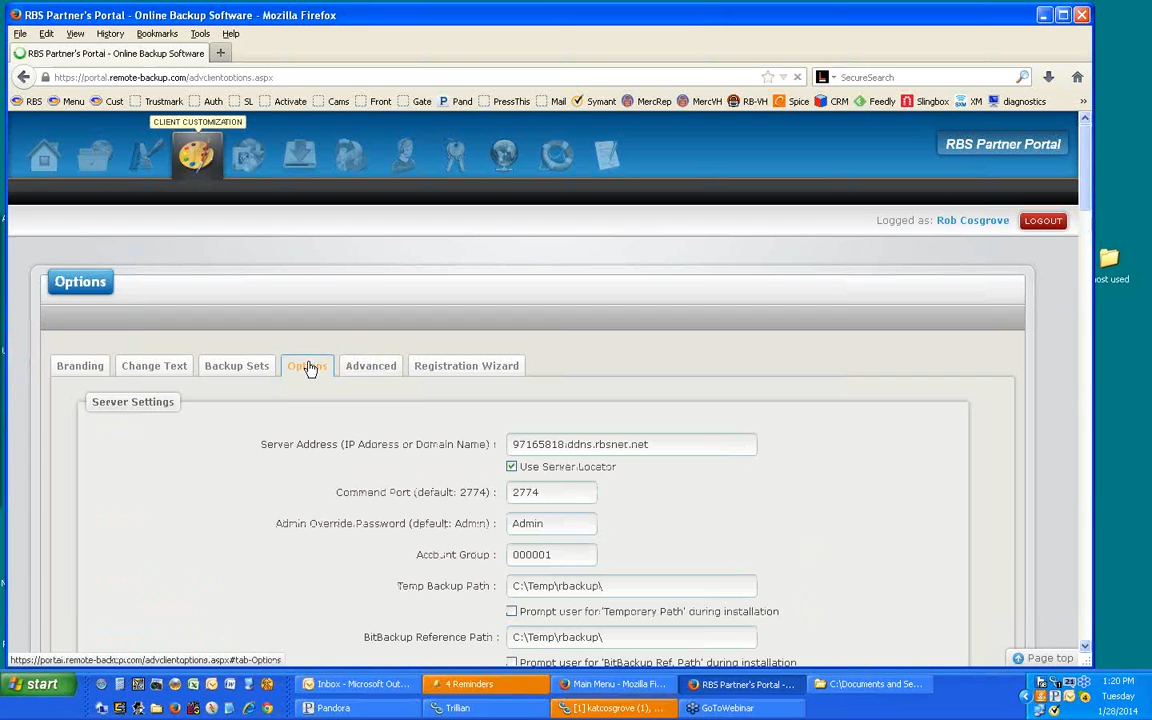 RBS Partner's Portal - Online Backup Software - Mozilla Firefox
File Edit View History Bookmarks Tools Help
RBS Partner's Portal - Online Backup Software
https://portal.remote-backup.com/advclientoptions.aspx
SecureSearch
RBS Menu Cust Trustmark Auth SL Activate Cams Front Gate Pand PressThis Mail Symant MercRep MercVH RB-VH Spice CRM Feedly Slingbox XM diagnostics »
CLIENT CUSTOMIZATION
RBS Partner Portal
Logged as: Rob Cosgrove LOGOUT
ost used
Options
Branding Change Text Backup Sets Options Advanced Registration Wizard
Server Settings
Server Address (IP Address or Domain Name) : 97165818.ddns.rbsnet.net
Use Server Locator
Command Port (default: 2774) : 2774
Admin Override Password (default: Admin) : Admin
Account Group : 000001
Temp Backup Path : C:\Temp\rbackup\
Prompt user for 'Temporary Path' during installation
BitBackup Reference Path : C:\Temp\rbackup\
Prompt user for 'BitBackup Ref. Path' during installation
https://portal.remote-backup.com/advclientoptions.aspx#tab-Options
Page top
start Inbox - Microsoft Out... 4 Reminders Main Menu - Mozilla Fi... RBS Partner's Portal -... C:\Documents and Se...
Pandora Trillian [1] katcosgrove (1), ... GoToWebinar
1:20 PM
Tuesday
1/28/2014